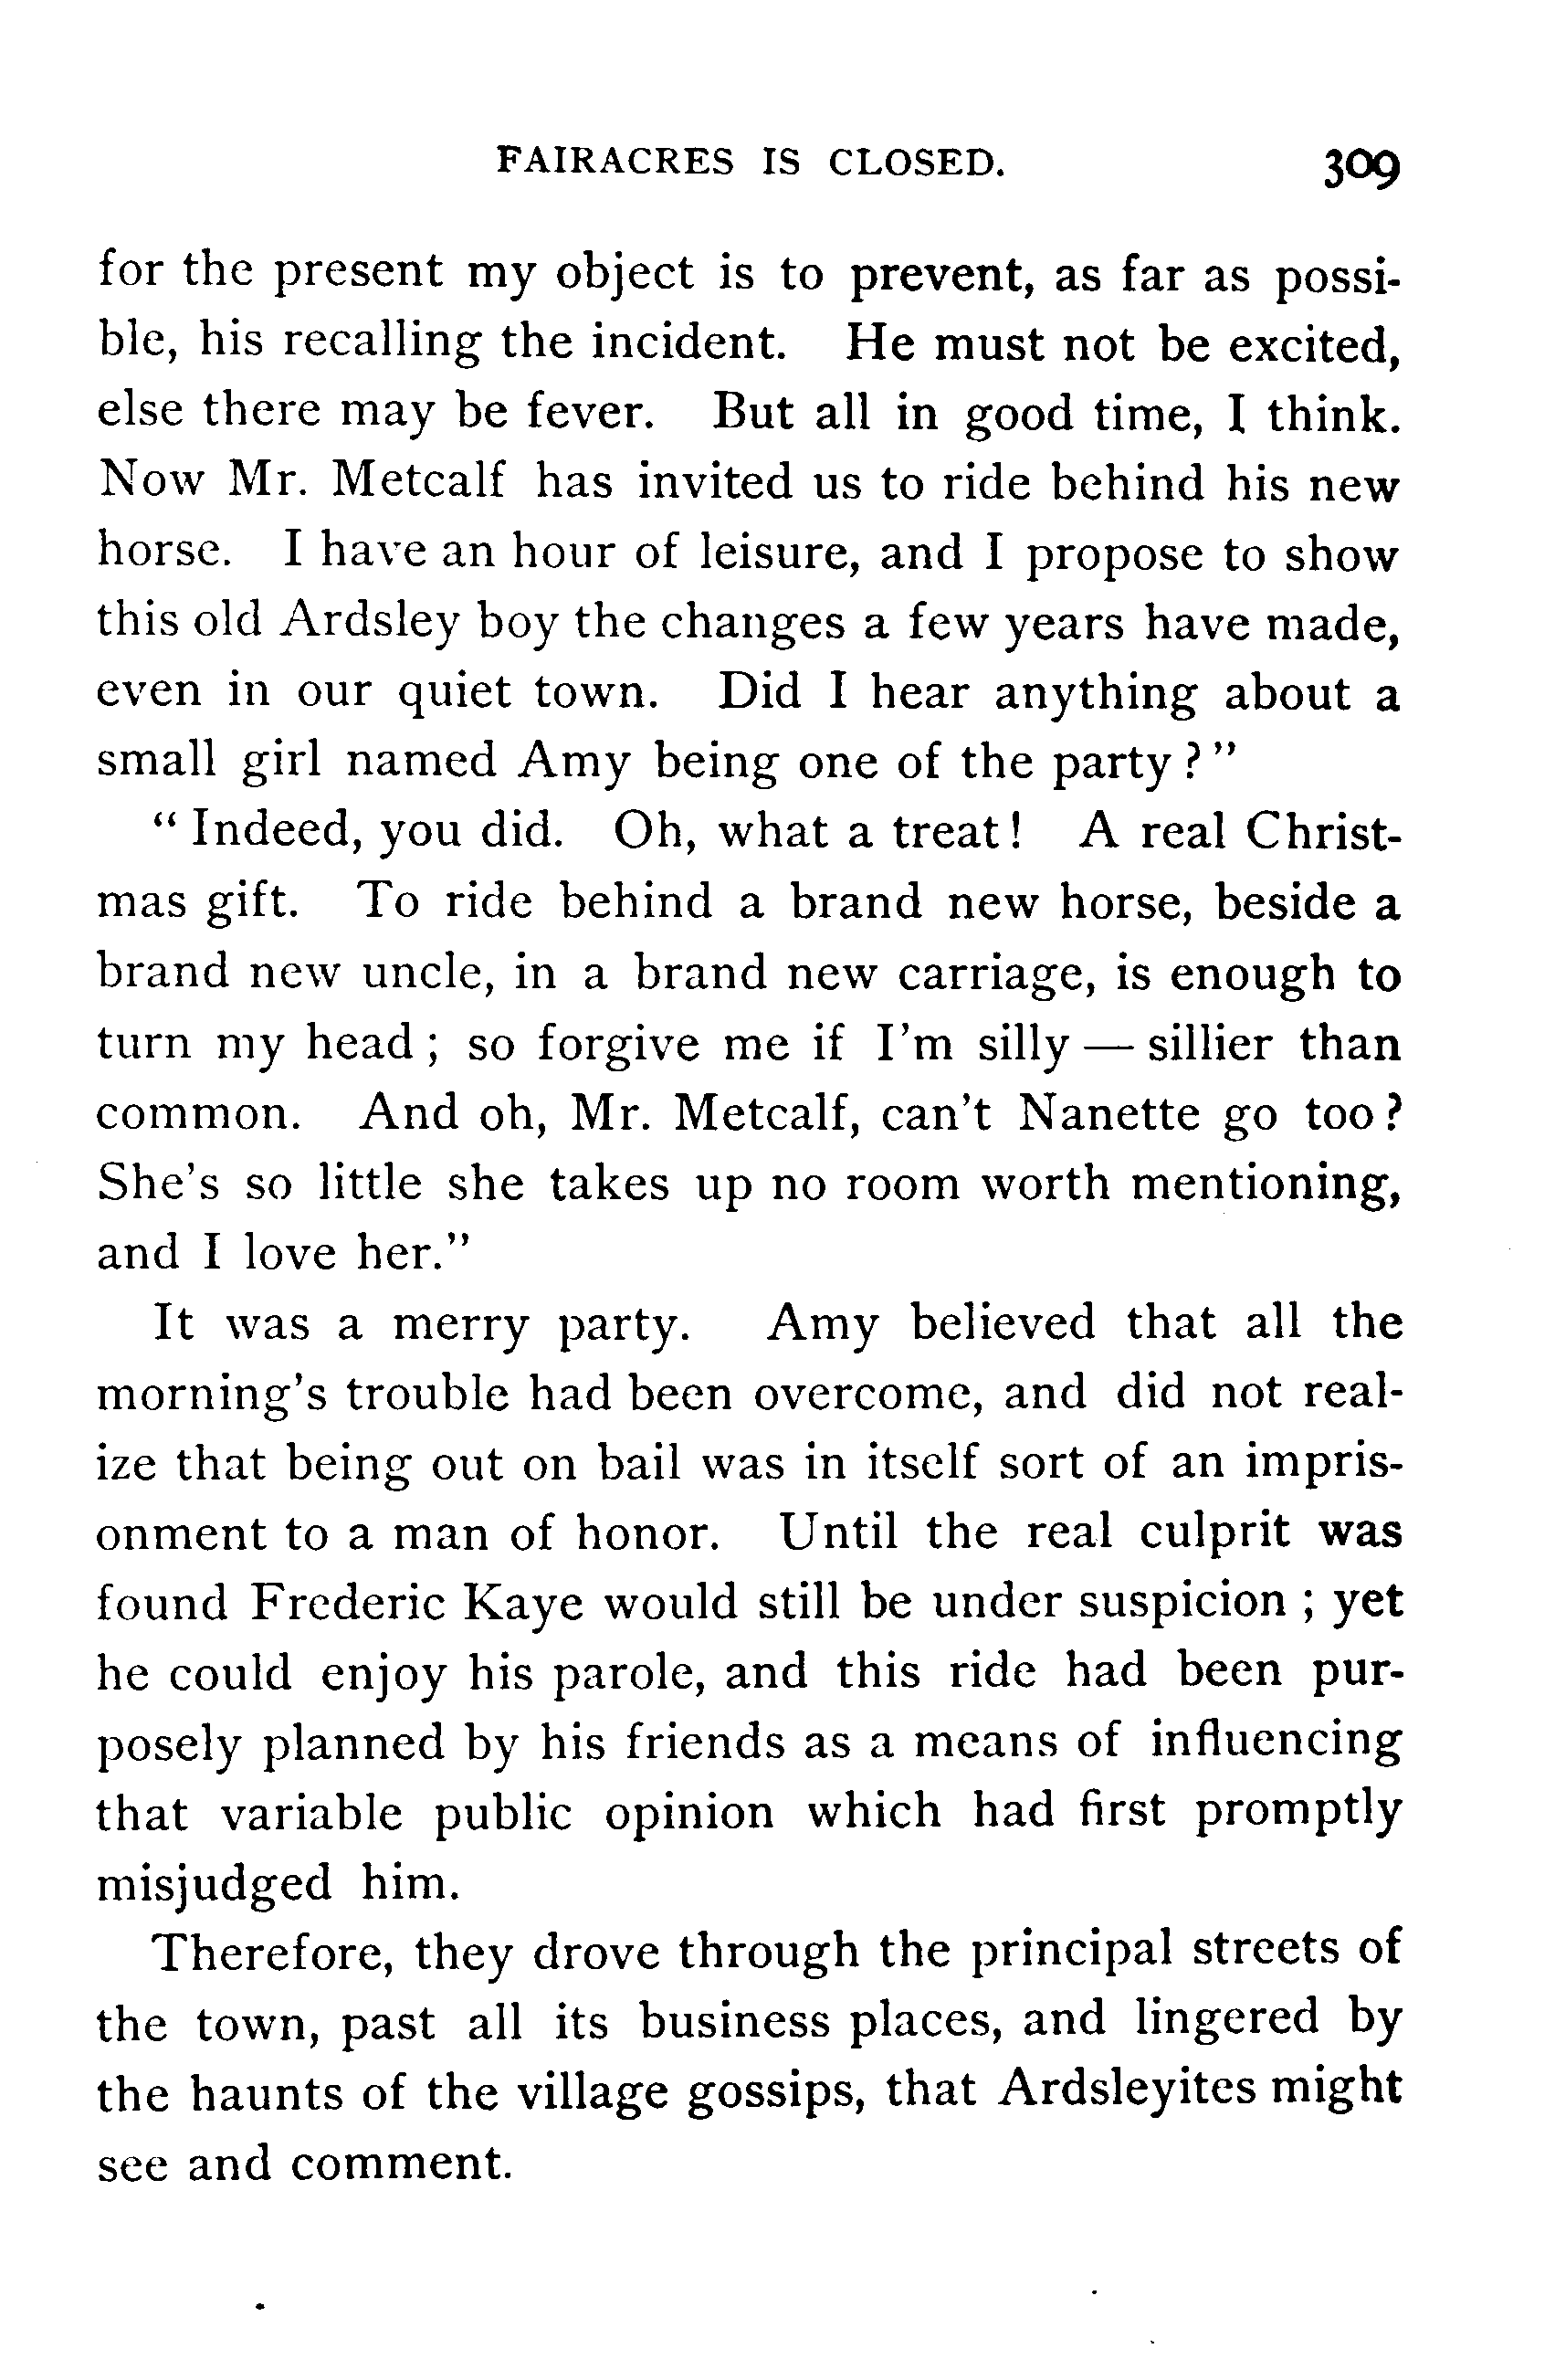 FAIRACRES IS CLOSED. 309
for the present my object is to prevent, as far as possi-
ble, his recalling the incident. He must not be excited,
else there may be fever. But all in good time, I think.
Now Mr. Metcalf has invited us to ride behind his new
horse. I have an hour of leisure, and I propose to show
this old Ardsley boy the changes a few years have made,
even in our quiet town. Did I hear anything about a
small girl named Amy being one of the party?"
"Indeed, you did. Oh, what a treat! A real Christ-
mas gift. To ride behind a brand new horse, beside a
brand new uncle, in a brand new carriage, is enough to
turn my head; so forgive me if I'm silly — sillier than
common. And oh, Mr. Metcalf, can't Nanette go too?
She's so little she takes up no room worth mentioning,
and I love her."
It was a merry party. Amy believed that all the
morning's trouble had been overcome, and did not real-
ize that being out on bail was in itself sort of an impris-
onment to a man of honor. Until the real culprit was
found Frederic Kaye would still be under suspicion; yet
he could enjoy his parole, and this ride had been pur-
posely planned by his friends as a means of influencing
that variable public opinion which had first promptly
misjudged him.
Therefore, they drove through the principal streets of
the town, past all its business places, and lingered by
the haunts of the village gossips, that Ardsleyites might
see and comment.